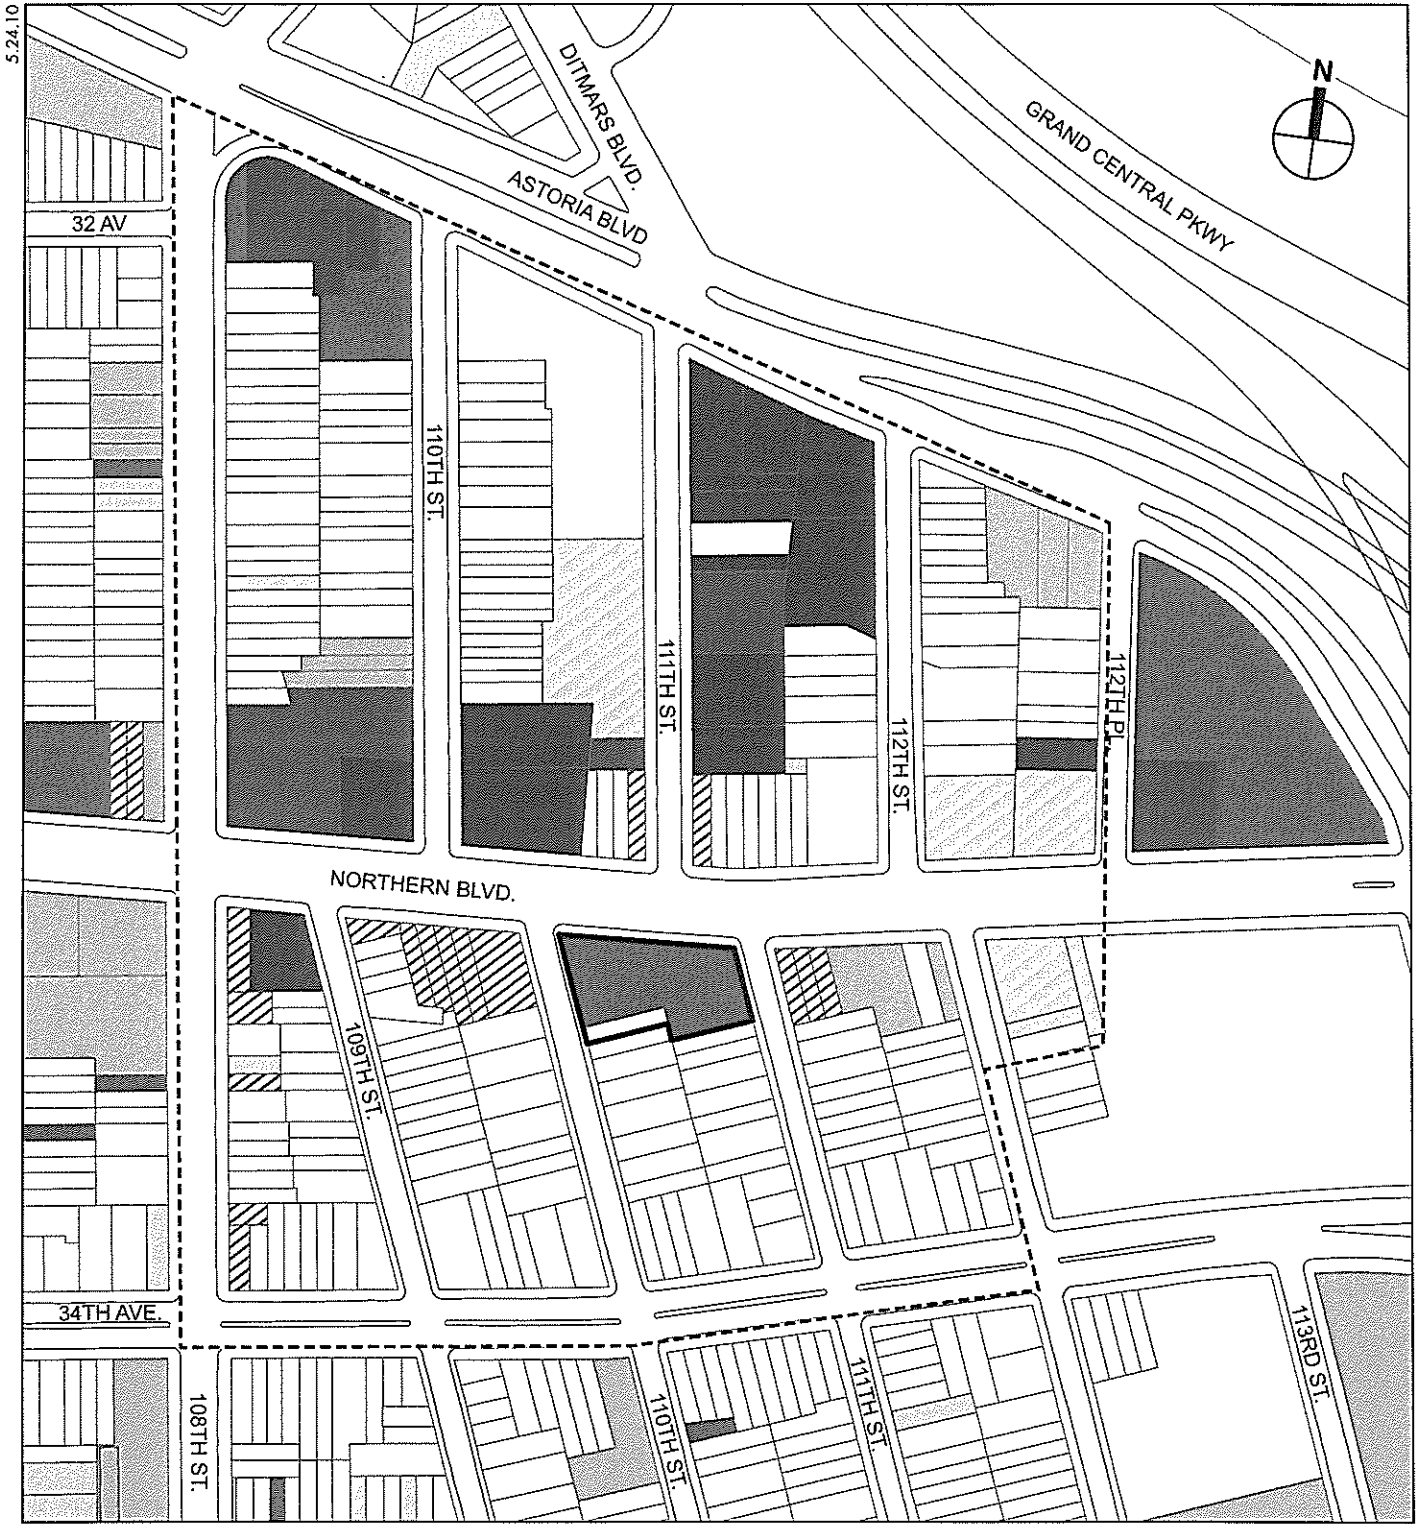 5.24.10
DITMARS BLVD.
N
GRAND CENTRAL PKWY
ASTORIA BLVD
32 AV
110TH ST.
111TH ST.
112TH PL
112TH ST.
NORTHERN BLVD.
109TH ST.
34TH AVE.
108TH ST.
110TH ST.
111TH ST.
113RD ST.